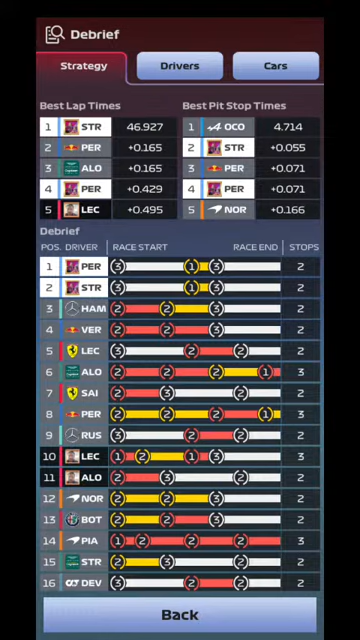 Debrief
Strategy Drivers Cars
Best Lap Times Best Pit Stop Times
1 STR 46.927 1 OCO 4.714
2 PER +0.165 2 STR +0.055
3 ALO +0.165 3 PER +0.071
4 PER +0.429 4 PER +0.071
5 LEC +0.495 5 NOR +0.166
Debrief
POS. DRIVER RACE START RACE END STOPS
1 PER 3 1 3 2
2 STR 3 1 3 2
3 HAM 2 2 3 2
4 VER 2 2 3 2
5 LEC 3 2 2 2
6 ALO 2 2 2 1 3
7 SAI 2 3 2 2
8 PER 2 2 2 1 3
9 RUS 3 2 2 2
10 LEC 1 2 1 3 3
11 ALO 2 3 2 2
12 NOR 2 2 3 2
13 BOT 2 2 3 2
14 PIA 1 2 2 2 3
15 STR 2 2 3 2
16 DEV 3 2 2 2
Back